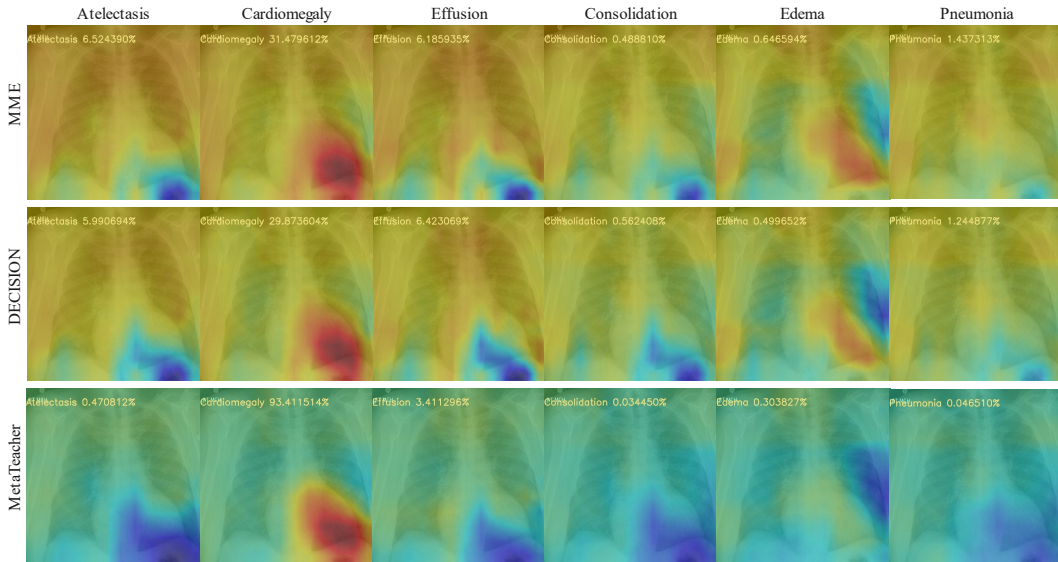 Atelectasis Cardiomegaly Effusion Consolidation Edema Pneumonia
MME
Atelectasis 6.524390% Cardiomegaly 31.479612% Effusion 6.185935% Consolidation 0.488810% Edema 0.646594% Pneumonia 1.437313%
DECISION
Atelectasis 5.990694% Cardiomegaly 29.873604% Effusion 6.423069% Consolidation 0.562408% Edema 0.499652% Pneumonia 1.244877%
MetaTeacher
Atelectasis 0.470812% Cardiomegaly 93.411514% Effusion 3.411296% Consolidation 0.034450% Edema 0.303827% Pneumonia 0.046510%